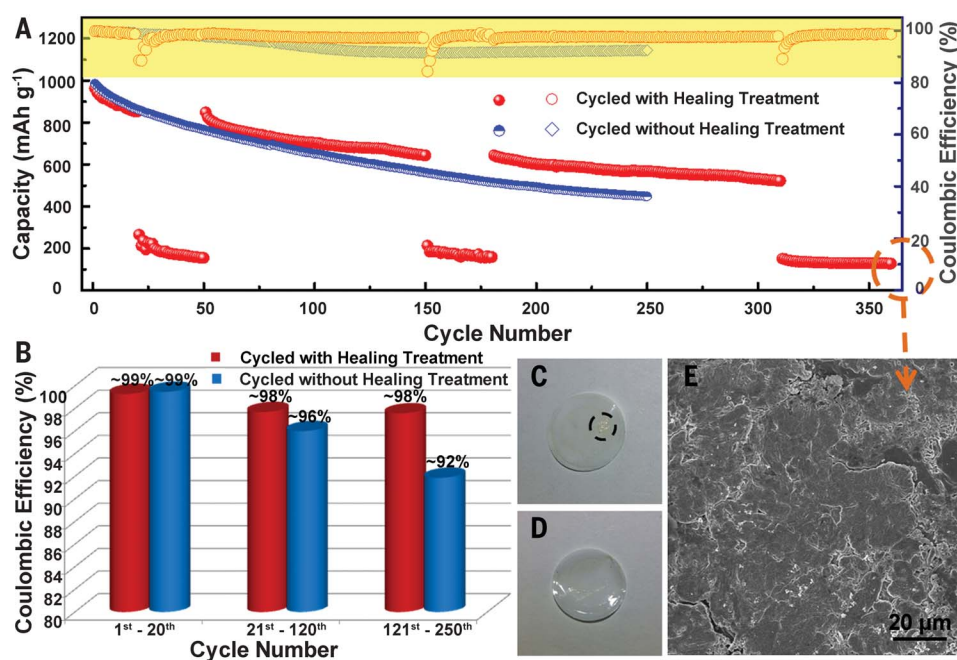 A
1200
1000
800
600
400
200
0
Capacity (mAh g⁻¹)
100
80
60
40
20
0
Coulombic Efficiency (%)
Cycled with Healing Treatment
Cycled without Healing Treatment
0
50
100
150
200
250
300
350
Cycle Number
B
Cycled with Healing Treatment
Cycled without Healing Treatment
100
98
96
94
92
90
88
86
84
82
80
Coulombic Efficiency (%)
~99%
~99%
~98%
~96%
~98%
~92%
1st - 20th
21st - 120th
121st - 250th
Cycle Number
C
D
E
20 μm